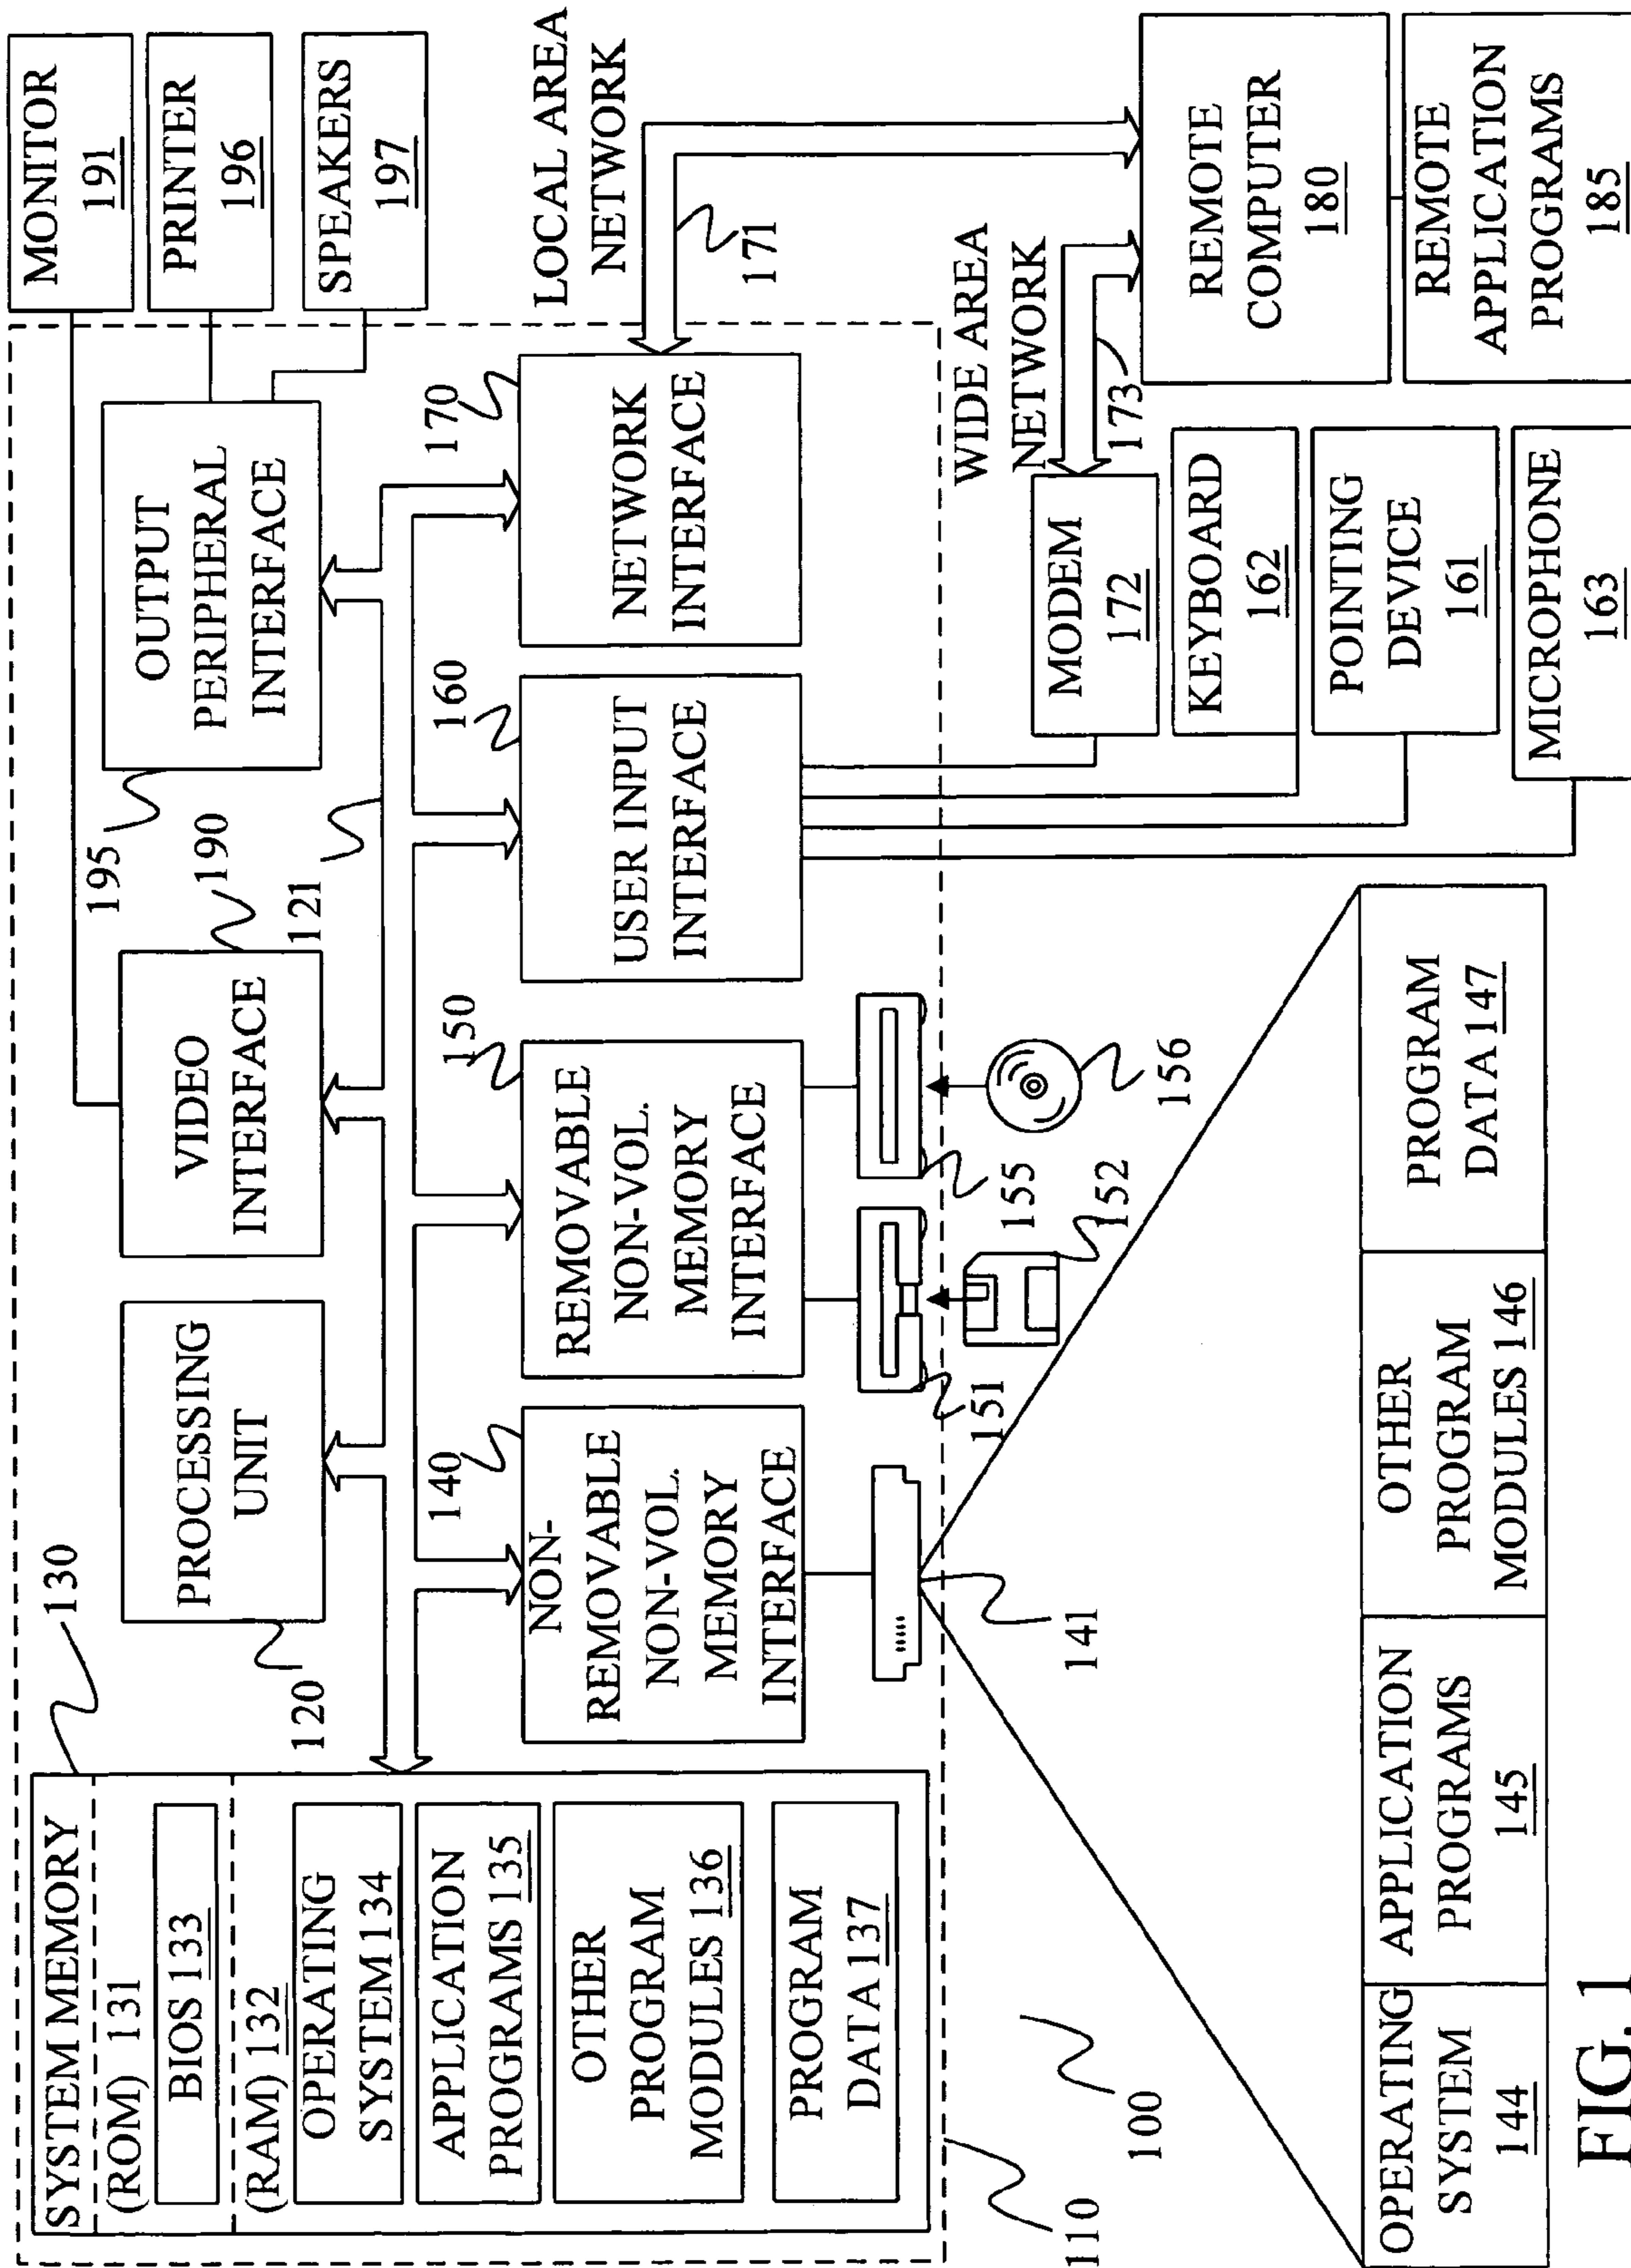 SYSTEM MEMORY
(ROM) 131
BIOS 133
(RAM) 132
OPERATING
SYSTEM 134
APPLICATION
PROGRAMS 135
OTHER
PROGRAM
MODULES 136
PROGRAM
DATA 137
130
120
PROCESSING
UNIT
VIDEO
INTERFACE
190
121
195
OUTPUT
PERIPHERAL
INTERFACE
MONITOR
191
PRINTER
196
SPEAKERS
197
140
NON-
REMOVABLE
NON-VOL.
MEMORY
INTERFACE
150
REMOVABLE
NON-VOL.
MEMORY
INTERFACE
160
USER INPUT
INTERFACE
170
NETWORK
INTERFACE
LOCAL AREA
NETWORK
171
141
151
152
155
156
WIDE AREA
NETWORK
173
MODEM
172
KEYBOARD
162
POINTING
DEVICE
161
MICROPHONE
163
REMOTE
COMPUTER
180
REMOTE
APPLICATION
PROGRAMS
185
110
100
OPERATING
SYSTEM
144
APPLICATION
PROGRAMS
145
OTHER
PROGRAM
MODULES 146
PROGRAM
DATA 147
FIG. 1